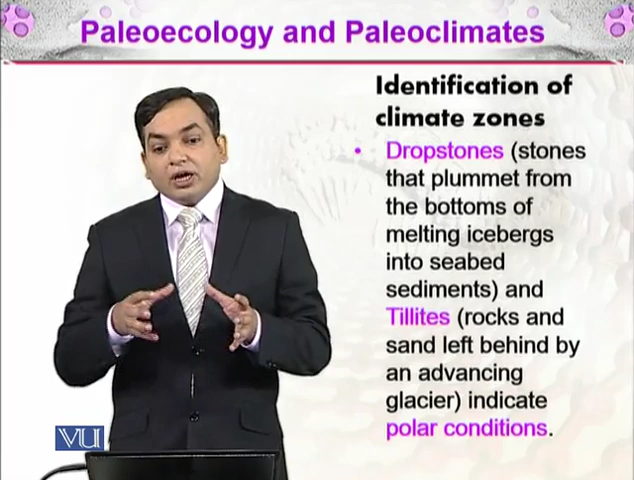 Paleoecology and Paleoclimates
Identification of
climate zones
• Dropstones (stones
that plummet from
the bottoms of
melting icebergs
into seabed
sediments) and
Tillites (rocks and
sand left behind by
an advancing
glacier) indicate
polar conditions.
VU